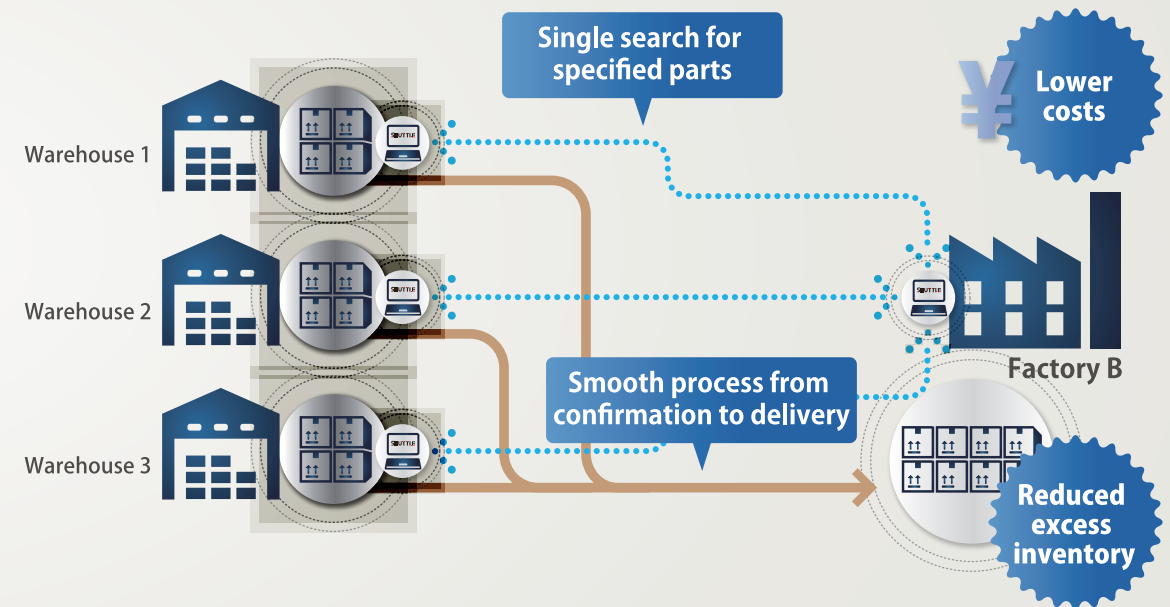 Single search for
specified parts
¥
Lower
costs
Warehouse 1
Warehouse 2
Warehouse 3
Factory B
Smooth process from
confirmation to delivery
Reduced
excess
inventory